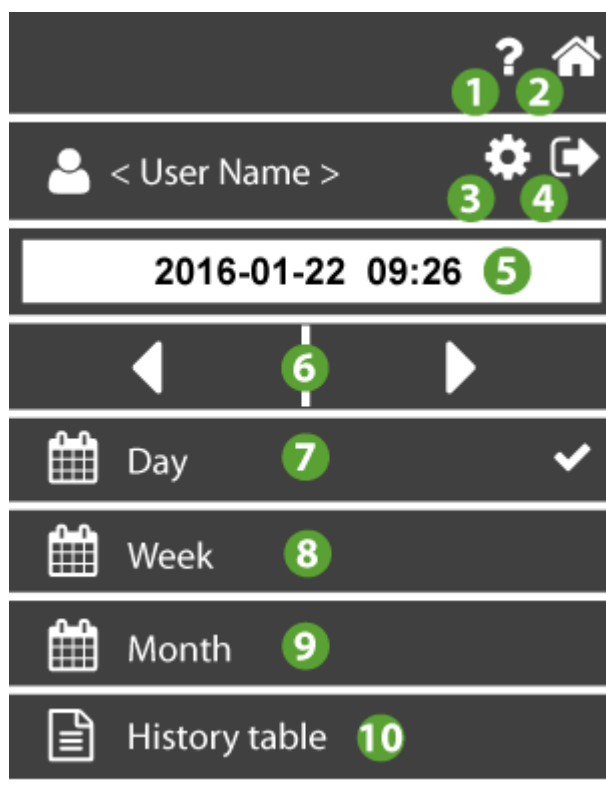 ?
1 2
< User Name >
3 4
2016-01-22 09:26 5
6
Day 7
Week 8
Month 9
History table 10